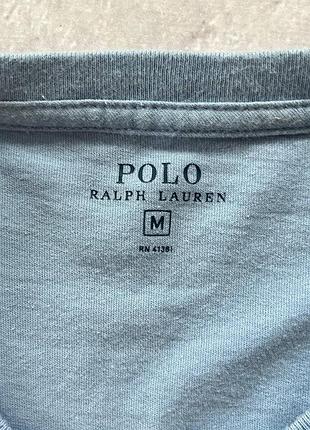 POLO
RALPH LAUREN
M
RN 41381